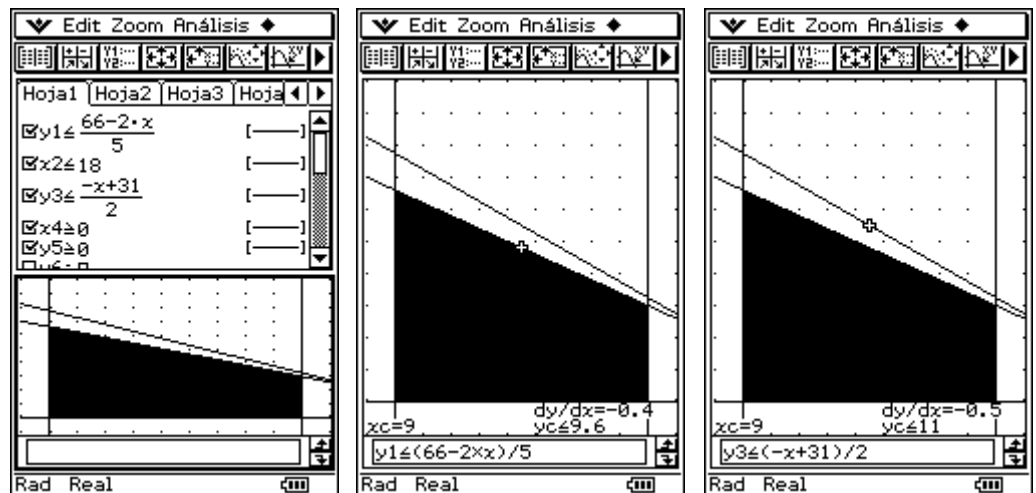 Edit Zoom Análisis
Hoja1 Hoja2 Hoja3 Hoja
y1≤ (66-2·x)/5 [——]
x2≤18 [——]
y3≤ (-x+31)/2 [——]
x4≥0 [——]
y5≥0 [——]
Rad Real
Edit Zoom Análisis
dy/dx=-0.4
xc=9 yc≤9.6
y1≤(66-2×x)/5
Rad Real
Edit Zoom Análisis
dy/dx=-0.5
xc=9 yc≤11
y3≤(-x+31)/2
Rad Real